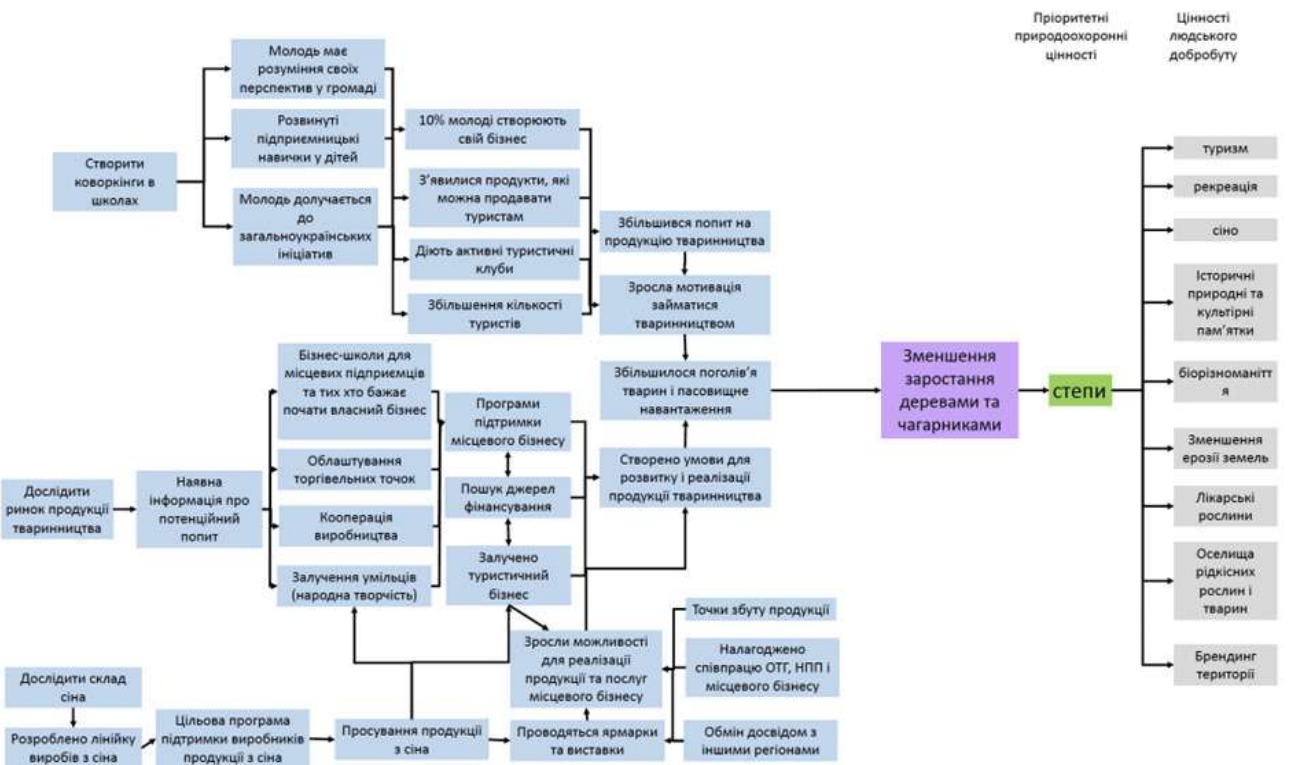 Пріоритетні
природоохоронні
цінності
Цінності
людського
добробуту
Створити
коворкінги в
школах
Молодь має
розуміння своїх
перспектив у громаді
Розвинуті
підприємницькі
навички у дітей
Молодь долучається
до
загальноукраїнських
ініціатив
10% молоді створюють
свій бізнес
З’явилися продукти, які
можна продавати
туристам
Діють активні туристичні
клуби
Збільшення кількості
туристів
Збільшився попит на
продукцію тваринництва
Зросла мотивація
займатися
тваринництвом
Збільшилося поголів’я
тварин і пасовищне
навантаження
Створено умови для
розвитку і реалізації
продукції тваринництва
Дослідити
ринок продукції
тваринництва
Наявна
інформація про
потенційний
попит
Бізнес-школи для
місцевих підприємців
та тих хто бажає
почати власний бізнес
Облаштування
торгівельних точок
Кооперація
виробництва
Залучення умільців
(народна творчість)
Програми
підтримки
місцевого бізнесу
Пошук джерел
фінансування
Залучено
туристичний
бізнес
Зросли можливості
для реалізації
продукції та послуг
місцевого бізнесу
Точки збуту продукції
Налагоджено
співпрацю ОТГ, НПП і
місцевого бізнесу
Обмін досвідом з
іншими регіонами
Дослідити склад
сіна
Розроблено лінійку
виробів з сіна
Цільова програма
підтримки виробників
продукції з сіна
Просування продукції
з сіна
Проводяться ярмарки
та виставки
Зменшення
заростання
деревами та
чагарниками
степи
туризм
рекреація
сіно
Історичні
природні та
культірні
пам’ятки
біорізноманітт
я
Зменшення
ерозії земель
Лікарські
рослини
Оселища
рідкісних
рослин і
тварин
Брендинг
території